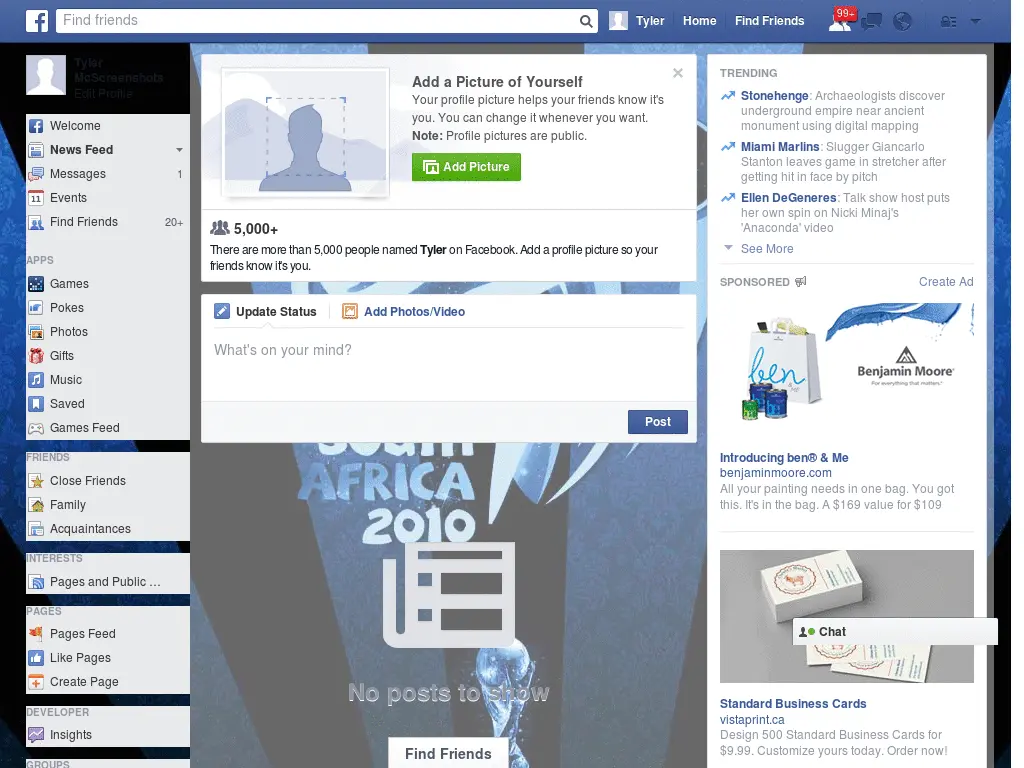 Find friends
Tyler
Home
Find Friends
99+
Tyler
McScreenshots
Edit Profile
Welcome
News Feed
Messages 1
11 Events
Find Friends 20+
APPS
Games
Pokes
Photos
Gifts
Music
Saved
Games Feed
FRIENDS
Close Friends
Family
Acquaintances
INTERESTS
Pages and Public ...
PAGES
Pages Feed
Like Pages
Create Page
DEVELOPER
Insights
GROUPS
Add a Picture of Yourself
Your profile picture helps your friends know it's
you. You can change it whenever you want.
Note: Profile pictures are public.
Add Picture
5,000+
There are more than 5,000 people named Tyler on Facebook. Add a profile picture so your
friends know it's you.
Update Status
Add Photos/Video
What's on your mind?
Post
SOUTH
AFRICA
2010
No posts to show
Find Friends
TRENDING
Stonehenge: Archaeologists discover
underground empire near ancient
monument using digital mapping
Miami Marlins: Slugger Giancarlo
Stanton leaves game in stretcher after
getting hit in face by pitch
Ellen DeGeneres: Talk show host puts
her own spin on Nicki Minaj's
'Anaconda' video
See More
SPONSORED
Create Ad
ben
Benjamin Moore®
For everything that matters.™
Introducing ben® & Me
benjaminmoore.com
All your painting needs in one bag. You got
this. It's in the bag. A $169 value for $109
Chat
Standard Business Cards
vistaprint.ca
Design 500 Standard Business Cards for
$9.99. Customize yours today. Order now!